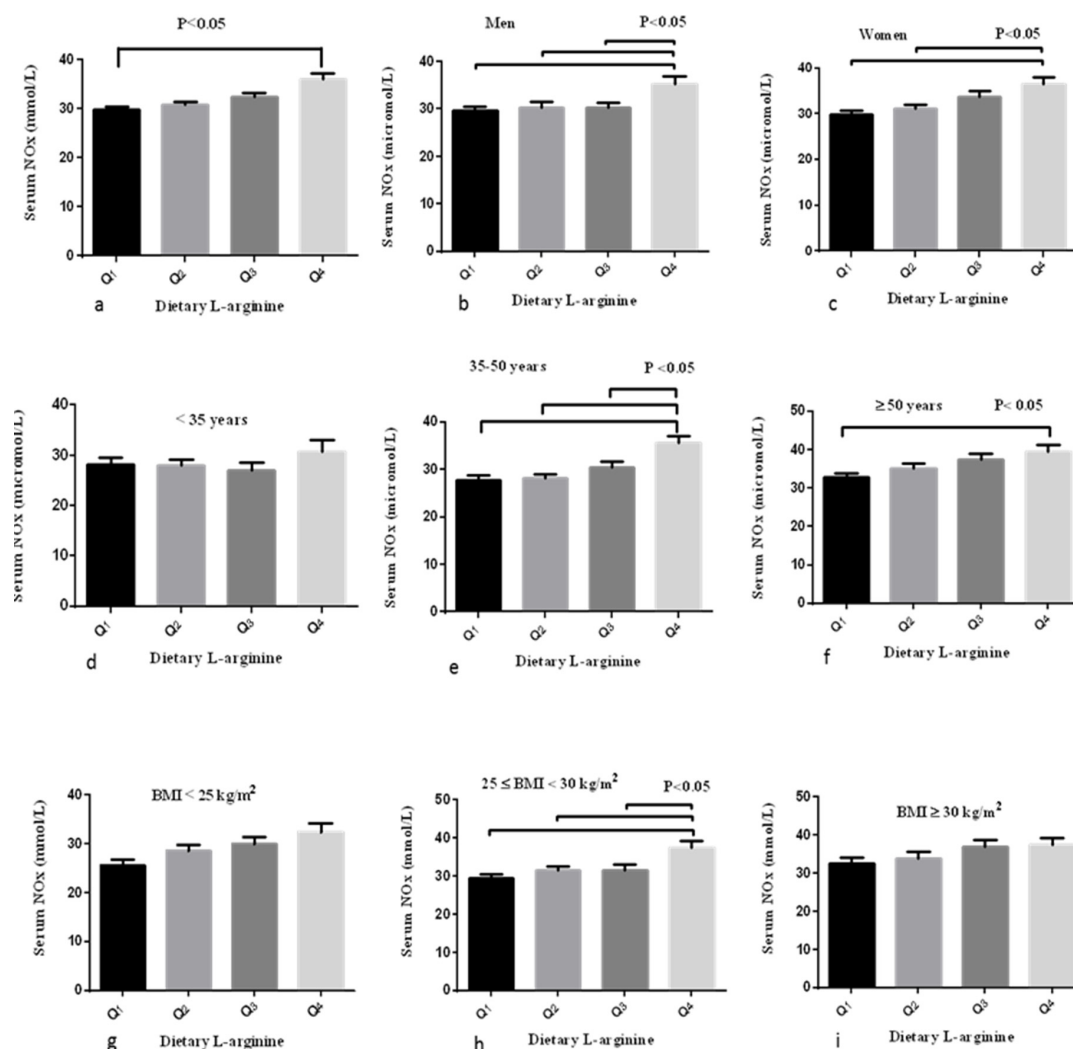 P<0.05
Serum NOx (mmol/L)
40
30
20
10
0
Q1 Q2 Q3 Q4
a Dietary L-arginine
Men P<0.05
Serum NOx (micromol/L)
40
30
20
10
0
Q1 Q2 Q3 Q4
b Dietary L-arginine
Women P<0.05
Serum NOx (micromol/L)
40
30
20
10
0
Q1 Q2 Q3 Q4
c Dietary L-arginine
< 35 years
Serum NOx (micromol/L)
40
30
20
10
0
Q1 Q2 Q3 Q4
d Dietary L-arginine
35-50 years P <0.05
Serum NOx (micromol/L)
40
30
20
10
0
Q1 Q2 Q3 Q4
e Dietary L-arginine
≥50 years P< 0.05
Serum NOx (micromol/L)
50
40
30
20
10
0
Q1 Q2 Q3 Q4
f Dietary L-arginine
BMI < 25 kg/m²
Serum NOx (mmol/L)
40
30
20
10
0
Q1 Q2 Q3 Q4
g Dietary L-arginine
25 ≤ BMI < 30 kg/m² P<0.05
Serum NOx (mmol/L)
50
40
30
20
10
0
Q1 Q2 Q3 Q4
h Dietary L-arginine
BMI ≥ 30 kg/m²
Serum NOx (mmol/L)
50
40
30
20
10
0
Q1 Q2 Q3 Q4
i Dietary L-arginine